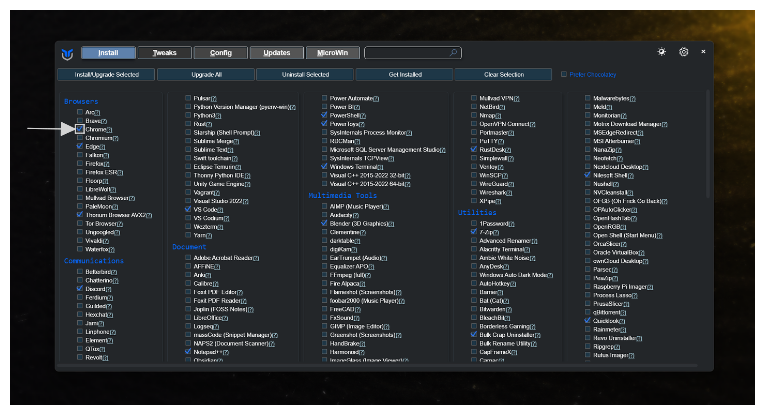 Install
Tweaks
Config
Updates
MicroWin
Install/Upgrade Selected
Upgrade All
Uninstall Selected
Get Installed
Clear Selection
Prefer Chocolatey
Browsers
Arc[?]
Brave[?]
Chrome[?]
Chromium[?]
Edge[?]
Falkon[?]
Firefox[?]
Firefox ESR[?]
Floorp[?]
LibreWolf[?]
Mullvad Browser[?]
PaleMoon[?]
Thorium Browser AVX2[?]
Tor Browser[?]
Ungoogled[?]
Vivaldi[?]
Waterfox[?]
Communications
Betterbird[?]
Chatterino[?]
Discord[?]
Ferdium[?]
Guilded[?]
Hexchat[?]
Jami[?]
Linphone[?]
Element[?]
QTox[?]
Revolt[?]
Pulsar[?]
Python Version Manager (pyenv-win)[?]
Python3[?]
Rust[?]
Starship (Shell Prompt)[?]
Sublime Merge[?]
Sublime Text[?]
Swift toolchain[?]
Eclipse Temurin[?]
Thonny Python IDE[?]
Unity Game Engine[?]
Vagrant[?]
Visual Studio 2022[?]
VS Code[?]
VS Codium[?]
Wezterm[?]
Yarn[?]
Document
Adobe Acrobat Reader[?]
AFFiNE[?]
Anki[?]
Calibre[?]
Foxit PDF Editor[?]
Foxit PDF Reader[?]
Joplin (FOSS Notes)[?]
LibreOffice[?]
Logseq[?]
massCode (Snippet Manager)[?]
NAPS2 (Document Scanner)[?]
Notepad++[?]
Obsidian[?]
Power Automate[?]
Power BI[?]
PowerShell[?]
PowerToys[?]
SysInternals Process Monitor[?]
RDCMan[?]
Microsoft SQL Server Management Studio[?]
SysInternals TCPView[?]
Windows Terminal[?]
Visual C++ 2015-2022 32-bit[?]
Visual C++ 2015-2022 64-bit[?]
Multimedia Tools
AIMP (Music Player)[?]
Audacity[?]
Blender (3D Graphics)[?]
Clementine[?]
darktable[?]
digiKam[?]
EarTrumpet (Audio)[?]
Equalizer APO[?]
FFmpeg (full)[?]
Fire Alpaca[?]
Flameshot (Screenshots)[?]
foobar2000 (Music Player)[?]
FreeCAD[?]
FxSound[?]
GIMP (Image Editor)[?]
Greenshot (Screenshots)[?]
HandBrake[?]
Harmonoid[?]
ImageGlass (Image Viewer)[?]
Mullvad VPN[?]
NetBird[?]
Nmap[?]
OpenVPN Connect[?]
Portmaster[?]
PuTTY[?]
RustDesk[?]
Simplewall[?]
Ventoy[?]
WinSCP[?]
WireGuard[?]
Wireshark[?]
XPipe[?]
Utilities
1Password[?]
7-Zip[?]
Advanced Renamer[?]
Alacritty Terminal[?]
Ambie White Noise[?]
AnyDesk[?]
Windows Auto Dark Mode[?]
AutoHotkey[?]
Barrier[?]
Bat (Cat)[?]
Bitwarden[?]
BleachBit[?]
Borderless Gaming[?]
Bulk Crap Uninstaller[?]
Bulk Rename Utility[?]
CapFrameX[?]
Carnac[?]
Malwarebytes[?]
Meld[?]
Monitorian[?]
Motrix Download Manager[?]
MSEdgeRedirect[?]
MSI Afterburner[?]
NanaZip[?]
Neofetch[?]
Nextcloud Desktop[?]
Nilesoft Shell[?]
Nushell[?]
NVCleanstall[?]
OFGB (Oh Frick Go Back)[?]
OPAutoClicker[?]
OpenHashTab[?]
OpenRGB[?]
Open Shell (Start Menu)[?]
OrcaSlicer[?]
Oracle VirtualBox[?]
ownCloud Desktop[?]
Parsec[?]
PeaZip[?]
Raspberry Pi Imager[?]
Process Lasso[?]
PrusaSlicer[?]
qBittorrent[?]
Quicklook[?]
Rainmeter[?]
Revo Uninstaller[?]
Ripgrep[?]
Rufus Imager[?]